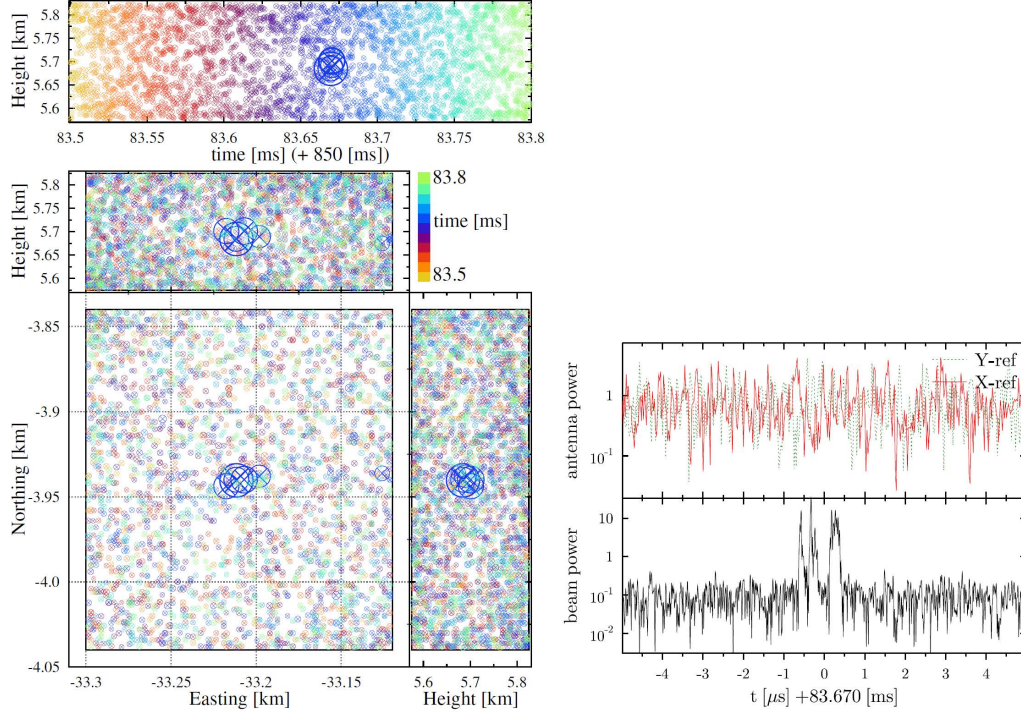 5.8
5.75
5.7
5.65
5.6
Height [km]
83.5 83.55 83.6 83.65 83.7 83.75 83.8
time [ms] (+ 850 [ms])
5.8
5.75
5.7
5.65
5.6
Height [km]
83.8
time [ms]
83.5
-3.85
-3.9
-3.95
-4.0
-4.05
Northing [km]
-33.3 -33.25 -33.2 -33.15
Easting [km]
5.6 5.7 5.8
Height [km]
Y-ref
X-ref
1
10-1
antenna power
10
1
10-1
10-2
beam power
-4 -3 -2 -1 0 1 2 3 4
t [μs] +83.670 [ms]